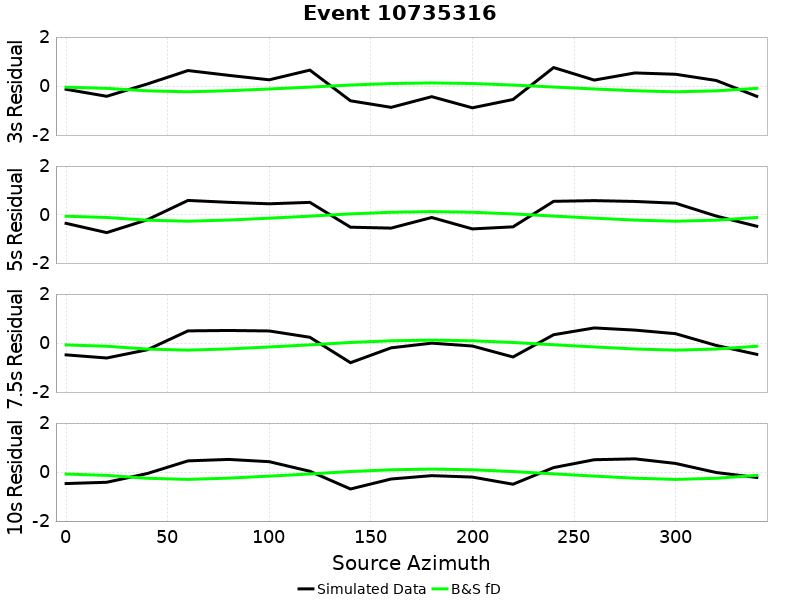 Event 10735316
3s Residual
2
0
-2
5s Residual
2
0
-2
7.5s Residual
2
0
-2
10s Residual
2
0
-2
0 50 100 150 200 250 300
Source Azimuth
Simulated Data B&S fD